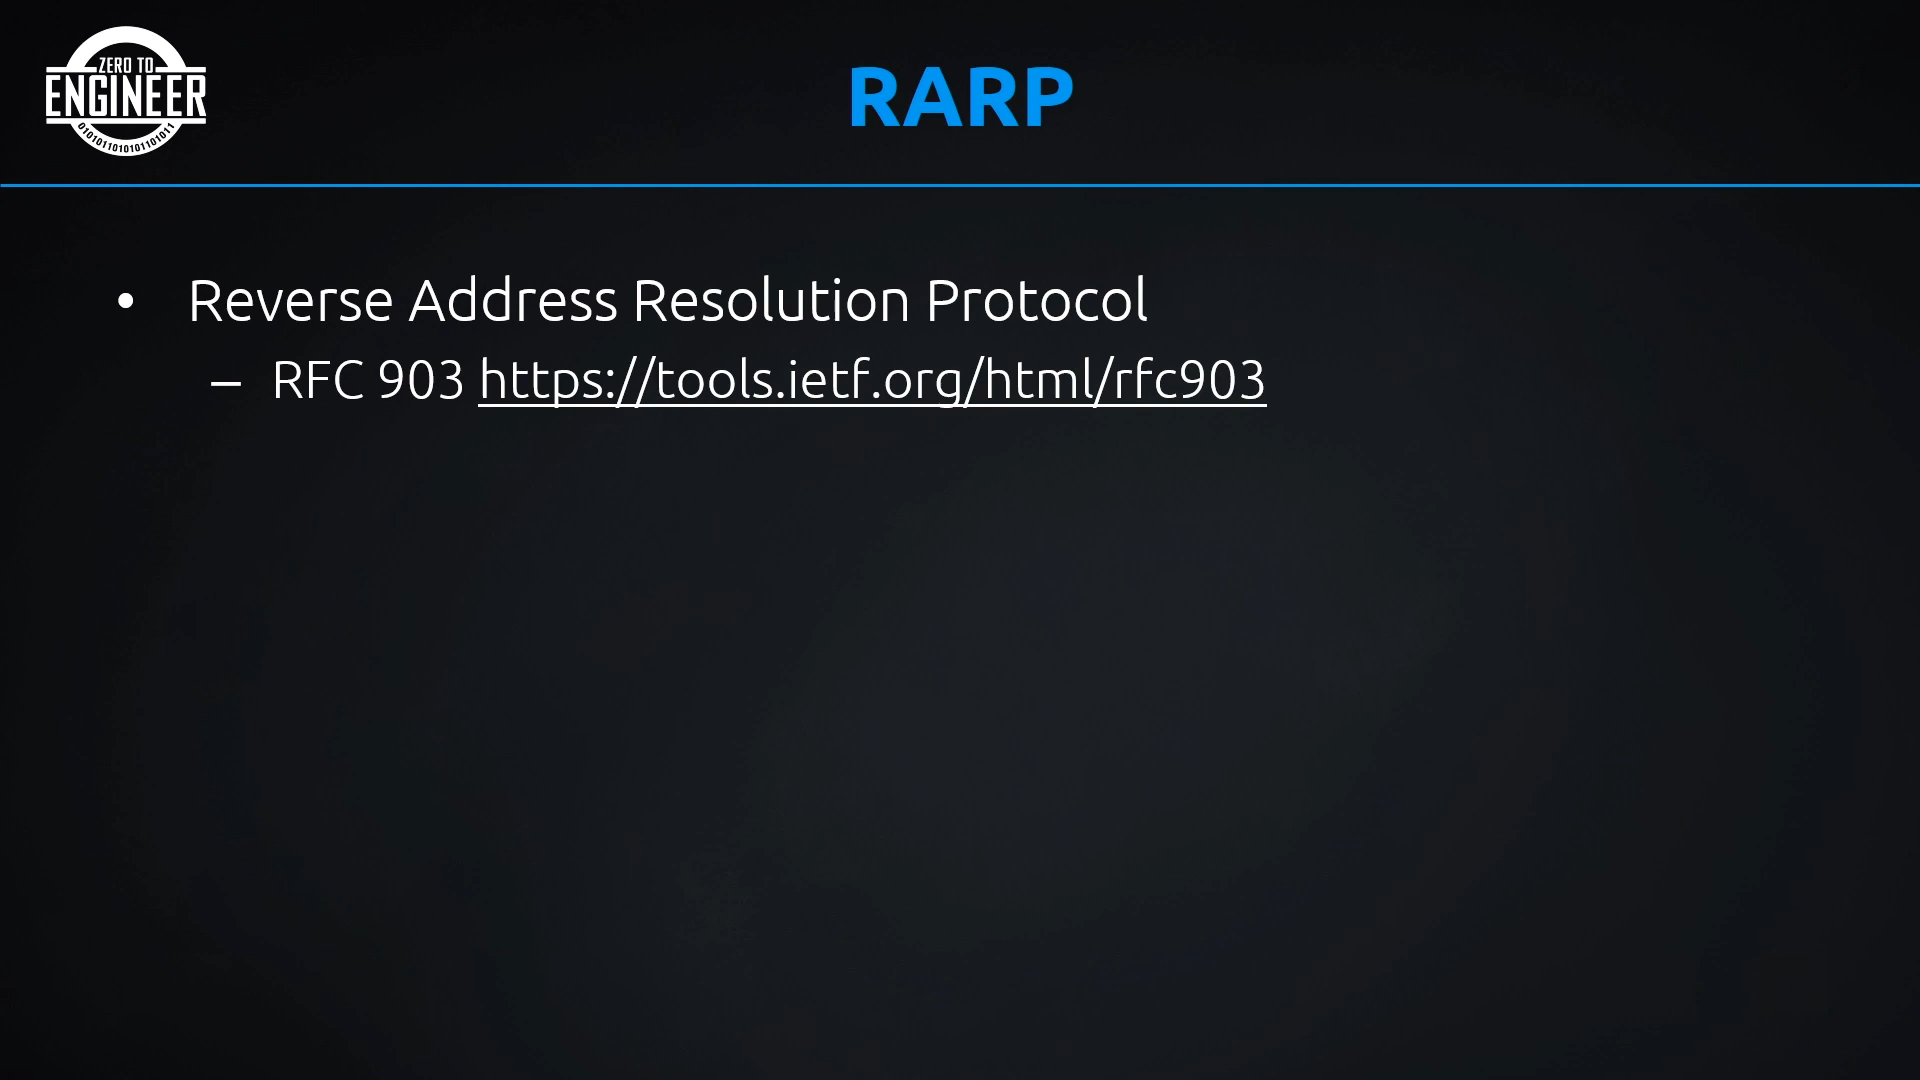 ZERO TO
ENGINEER
RARP
• Reverse Address Resolution Protocol
– RFC 903 https://tools.ietf.org/html/rfc903